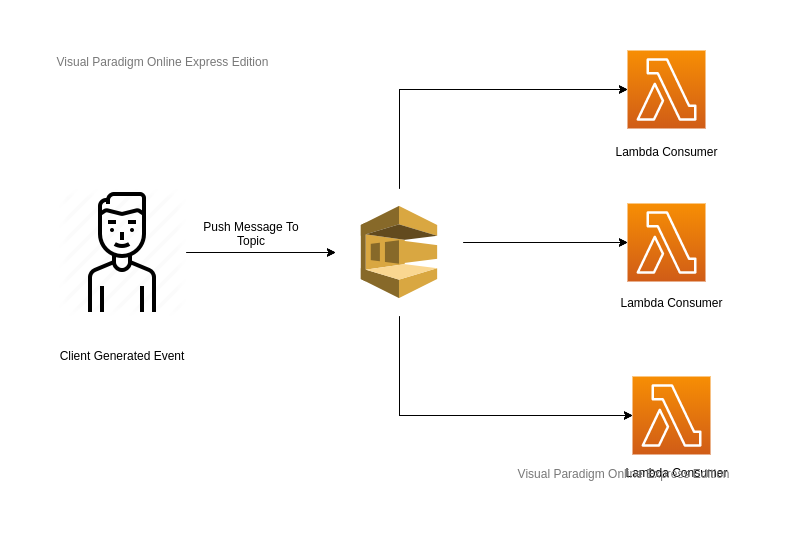 Visual Paradigm Online Express Edition
Lambda Consumer
Push Message To
Topic
Lambda Consumer
Client Generated Event
Lambda Consumer
Visual Paradigm Online Express Edition